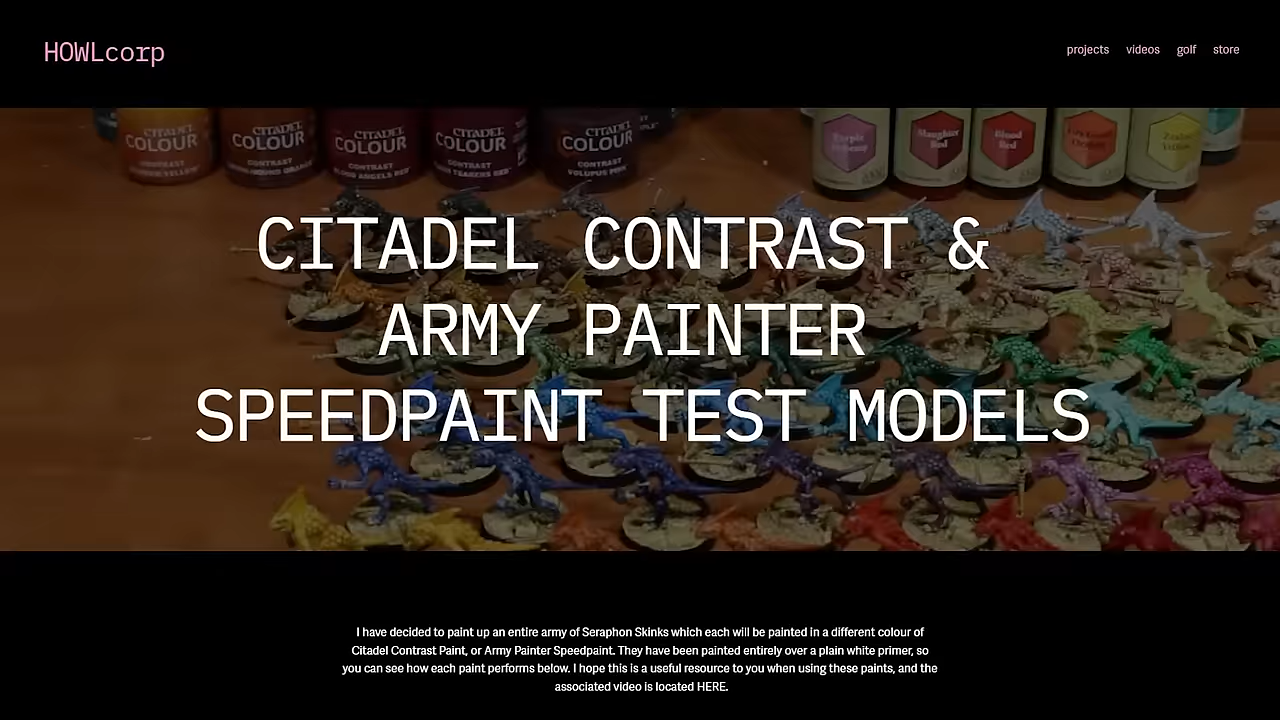 HOWLcorp
projects videos golf store
CITADEL COLOUR CONTRAST
CITADEL COLOUR CONTRAST
CITADEL COLOUR CONTRAST BLOOD ANGELS RED
CITADEL COLOUR CONTRAST
CITADEL COLOUR CONTRAST VOLUPUS PINK
Purple
Slaughter Red
Blood Red
CITADEL CONTRAST &
ARMY PAINTER
SPEEDPAINT TEST MODELS
I have decided to paint up an entire army of Seraphon Skinks which each will be painted in a different colour of
Citadel Contrast Paint, or Army Painter Speedpaint. They have been painted entirely over a plain white primer, so
you can see how each paint performs below. I hope this is a useful resource to you when using these paints, and the
associated video is located HERE.